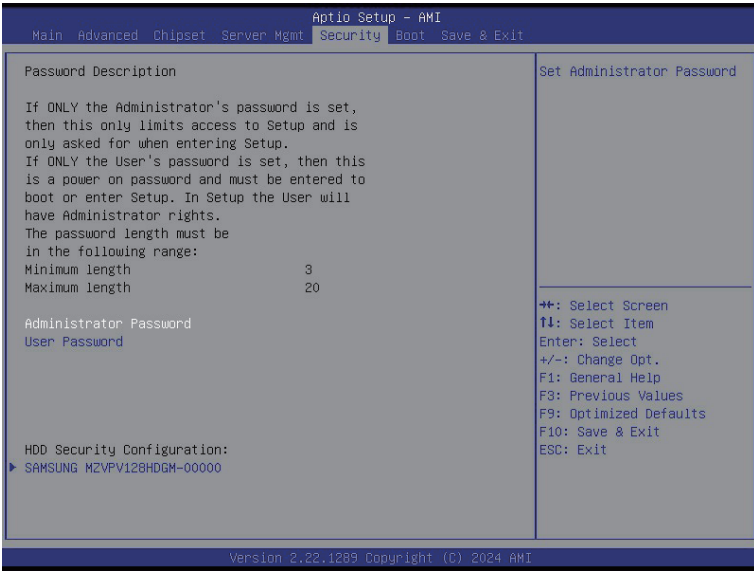 Aptio Setup – AMI
Main Advanced Chipset Server Mgmt Security Boot Save & Exit
Password Description
If ONLY the Administrator's password is set,
then this only limits access to Setup and is
only asked for when entering Setup.
If ONLY the User's password is set, then this
is a power on password and must be entered to
boot or enter Setup. In Setup the User will
have Administrator rights.
The password length must be
in the following range:
Minimum length 3
Maximum length 20
Administrator Password
User Password
HDD Security Configuration:
▶ SAMSUNG MZVPV128HDGM-00000
Set Administrator Password
→←: Select Screen
↑↓: Select Item
Enter: Select
+/-: Change Opt.
F1: General Help
F3: Previous Values
F9: Optimized Defaults
F10: Save & Exit
ESC: Exit
Version 2.22.1289 Copyright (C) 2024 AMI